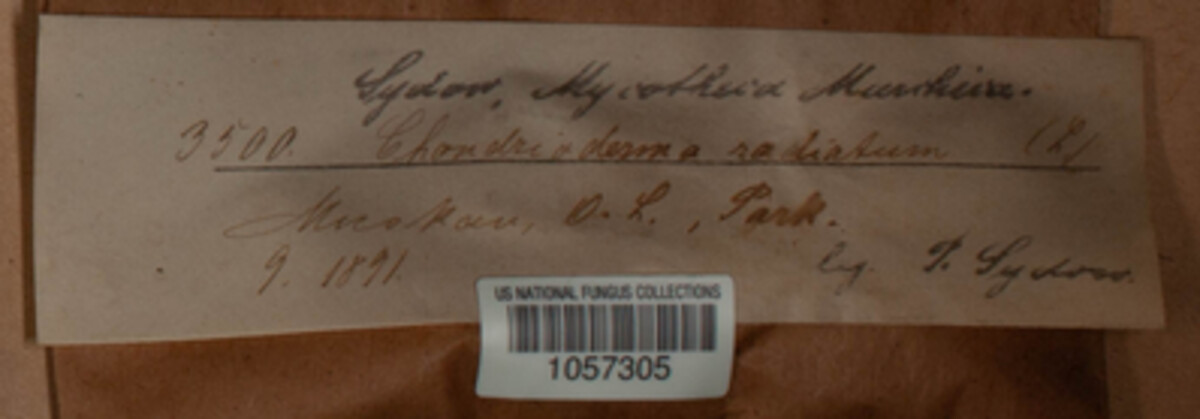 Sydow, Mycotheca Marchica.
3500. Chondrioderma radiatum (L)
Muskau, O.-L., Park.
9. 1891. leg. P. Sydow.
US NATIONAL FUNGUS COLLECTIONS
1057305